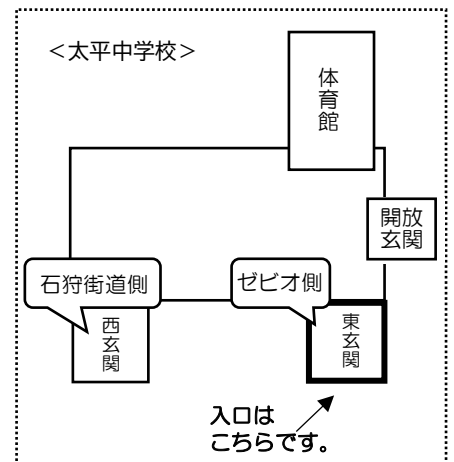 ＜太平中学校＞
体育館
開放
玄関
石狩街道側
ゼビオ側
西玄関
東玄関
入口は
こちらです。